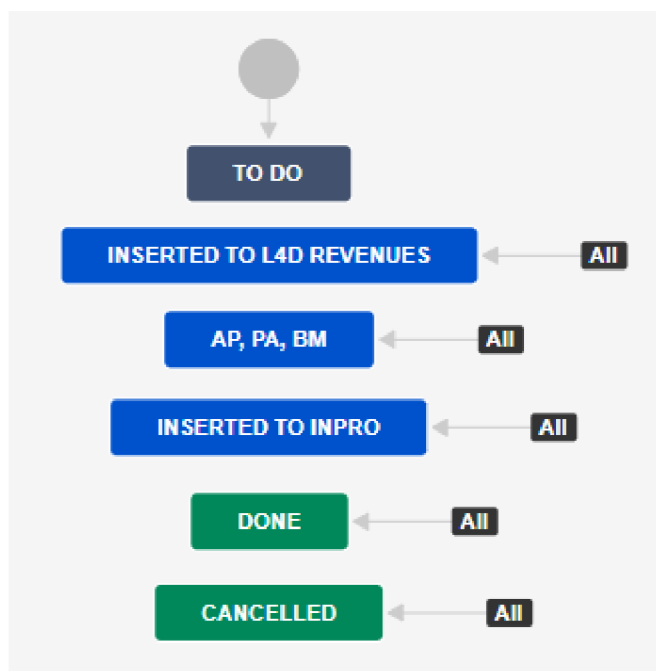 TO DO
INSERTED TO L4D REVENUES All
AP, PA, BM All
INSERTED TO INPRO All
DONE All
CANCELLED All